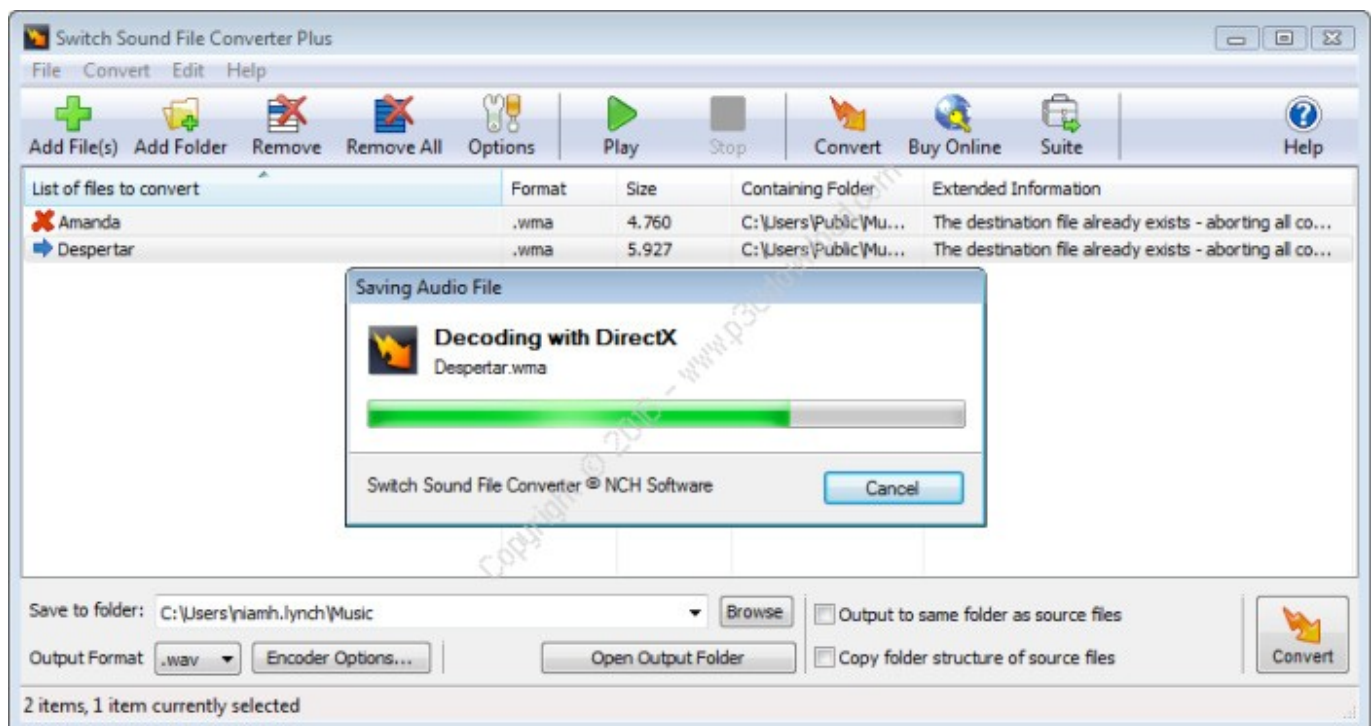 Switch Sound File Converter Plus
File Convert Edit Help
Add File(s) Add Folder Remove Remove All Options Play Stop Convert Buy Online Suite Help
List of files to convert Format Size Containing Folder Extended Information
Amanda .wma 4.760 C:\Users\Public\Mu... The destination file already exists - aborting all co...
Despertar .wma 5.927 C:\Users\Public\Mu... The destination file already exists - aborting all co...
Saving Audio File
Decoding with DirectX
Despertar.wma
Switch Sound File Converter © NCH Software Cancel
Save to folder: C:\Users\niamh.lynch\Music Browse Output to same folder as source files
Output Format .wav Encoder Options... Open Output Folder Copy folder structure of source files Convert
2 items, 1 item currently selected